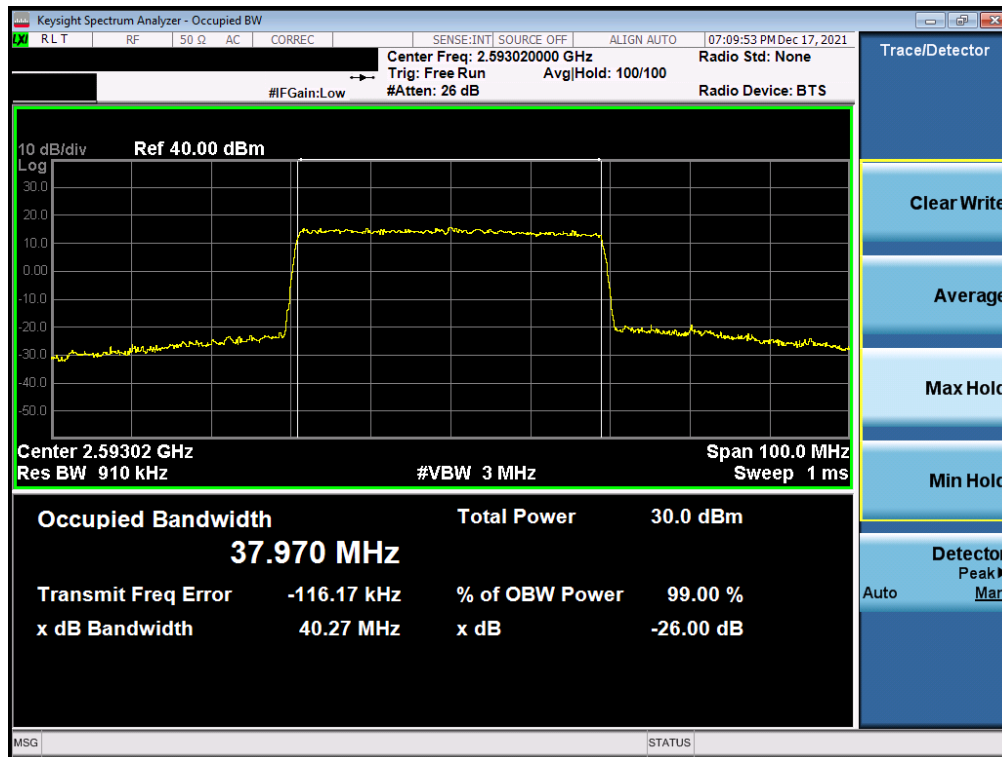 Keysight Spectrum Analyzer - Occupied BW
LXI R L T RF 50 Ω AC CORREC SENSE:INT SOURCE OFF ALIGN AUTO 07:09:53 PM Dec 17, 2021
Center Freq: 2.593020000 GHz Radio Std: None
Trig: Free Run Avg|Hold: 100/100
#IFGain:Low #Atten: 26 dB Radio Device: BTS
10 dB/div Ref 40.00 dBm
Log
30.0
20.0
10.0
0.00
-10.0
-20.0
-30.0
-40.0
-50.0
Center 2.59302 GHz Span 100.0 MHz
Res BW 910 kHz #VBW 3 MHz Sweep 1 ms
Occupied Bandwidth Total Power 30.0 dBm
37.970 MHz
Transmit Freq Error -116.17 kHz % of OBW Power 99.00 %
x dB Bandwidth 40.27 MHz x dB -26.00 dB
MSG STATUS
Trace/Detector
Clear Write
Average
Max Hold
Min Hold
Detector
Peak▶
Auto Man